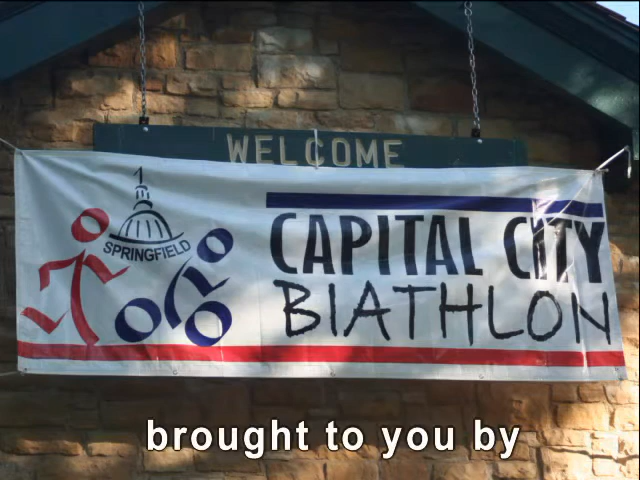 WELCOME
SPRINGFIELD
CAPITAL CITY
BIATHLON
brought to you by